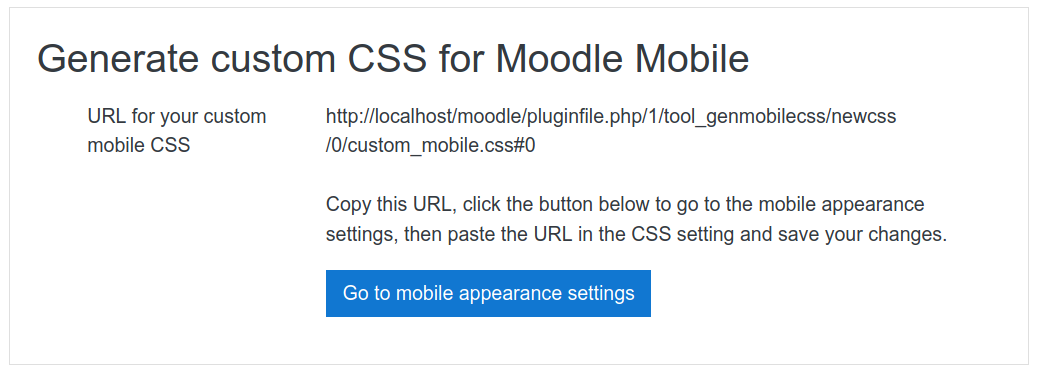 Generate custom CSS for Moodle Mobile
URL for your custom
mobile CSS
http://localhost/moodle/pluginfile.php/1/tool_genmobilecss/newcss
/0/custom_mobile.css#0
Copy this URL, click the button below to go to the mobile appearance
settings, then paste the URL in the CSS setting and save your changes.
Go to mobile appearance settings